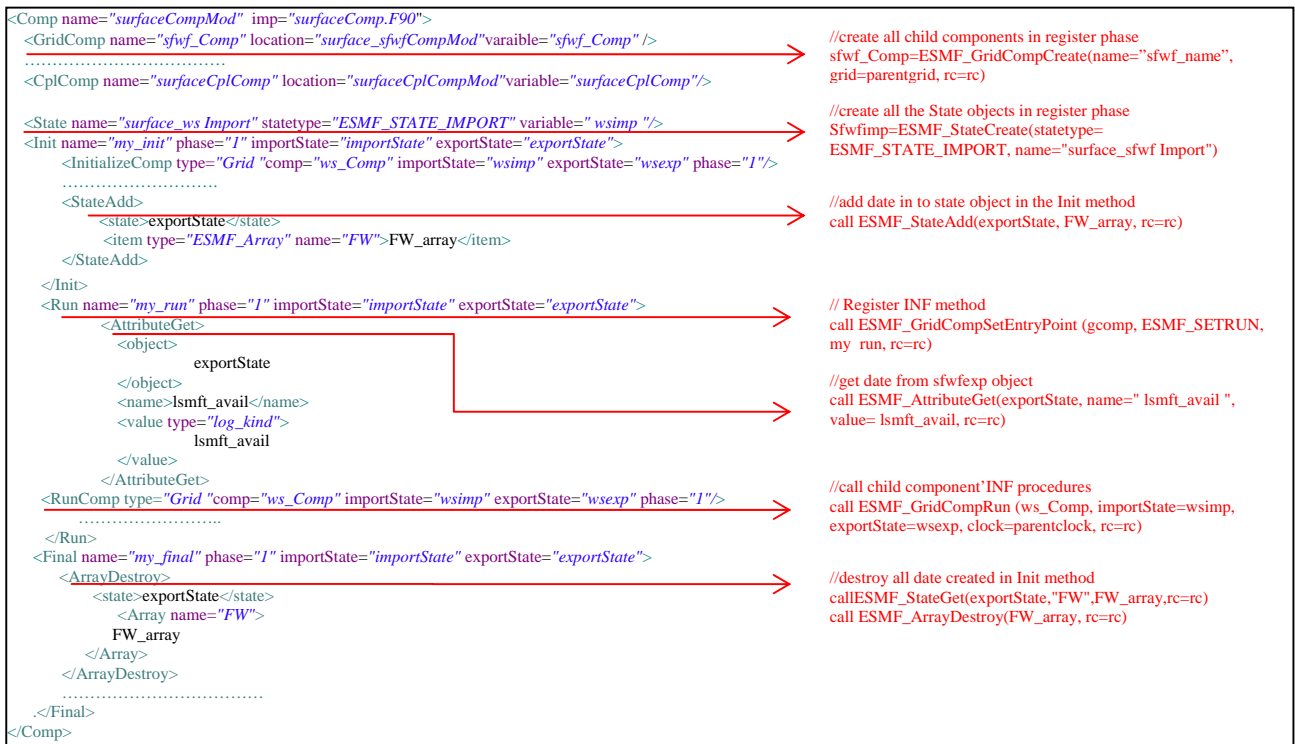 <Comp name="surfaceCompMod" imp="surfaceComp.F90">
<GridComp name="sfwf_Comp" location="surface_sfwfCompMod"varaible="sfwf_Comp" />
………………………………
<CplComp name="surfaceCplComp" location="surfaceCplCompMod"variable="surfaceCplComp"/>
<State name="surface_ws Import" statetype="ESMF_STATE_IMPORT" variable=" wsimp "/>
<Init name="my_init" phase="1" importState="importState" exportState="exportState">
<InitializeComp type="Grid "comp="ws_Comp" importState="wsimp" exportState="wsexp" phase="1"/>
……………………….
<StateAdd>
<state>exportState</state>
<item type="ESMF_Array" name="FW">FW_array</item>
</StateAdd>
</Init>
<Run name="my_run" phase="1" importState="importState" exportState="exportState">
<AttributeGet>
<object>
exportState
</object>
<name>lsmft_avail</name>
<value type="log_kind">
lsmft_avail
</value>
</AttributeGet>
<RunComp type="Grid "comp="ws_Comp" importState="wsimp" exportState="wsexp" phase="1"/>
……………………..
</Run>
<Final name="my_final" phase="1" importState="importState" exportState="exportState">
<ArrayDestroy>
<state>exportState</state>
<Array name="FW">
FW_array
</Array>
</ArrayDestroy>
………………………………
.</Final>
</Comp>
//create all child components in register phase
sfwf_Comp=ESMF_GridCompCreate(name=”sfwf_name”,
grid=parentgrid, rc=rc)
//create all the State objects in register phase
Sfwfimp=ESMF_StateCreate(statetype=
ESMF_STATE_IMPORT, name="surface_sfwf Import")
//add date in to state object in the Init method
call ESMF_StateAdd(exportState, FW_array, rc=rc)
// Register INF method
call ESMF_GridCompSetEntryPoint (gcomp, ESMF_SETRUN,
my_run, rc=rc)
//get date from sfwfexp object
call ESMF_AttributeGet(exportState, name=" lsmft_avail ",
value= lsmft_avail, rc=rc)
//call child component’INF procedures
call ESMF_GridCompRun (ws_Comp, importState=wsimp,
exportState=wsexp, clock=parentclock, rc=rc)
//destroy all date created in Init method
callESMF_StateGet(exportState,"FW",FW_array,rc=rc)
call ESMF_ArrayDestroy(FW_array, rc=rc)